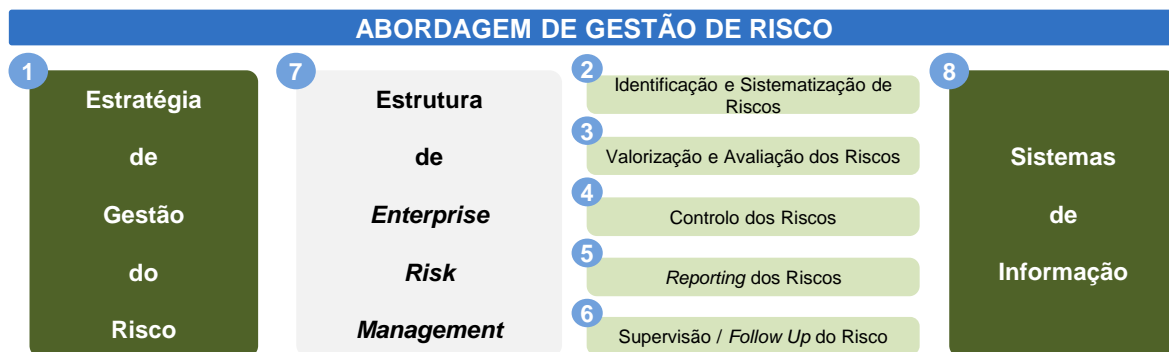 ABORDAGEM DE GESTÃO DE RISCO
1
Estratégia
de
Gestão
do
Risco
7
Estrutura
de
Enterprise
Risk
Management
2
Identificação e Sistematização de
Riscos
3
Valorização e Avaliação dos Riscos
4
Controlo dos Riscos
5
Reporting dos Riscos
6
Supervisão / Follow Up do Risco
8
Sistemas
de
Informação